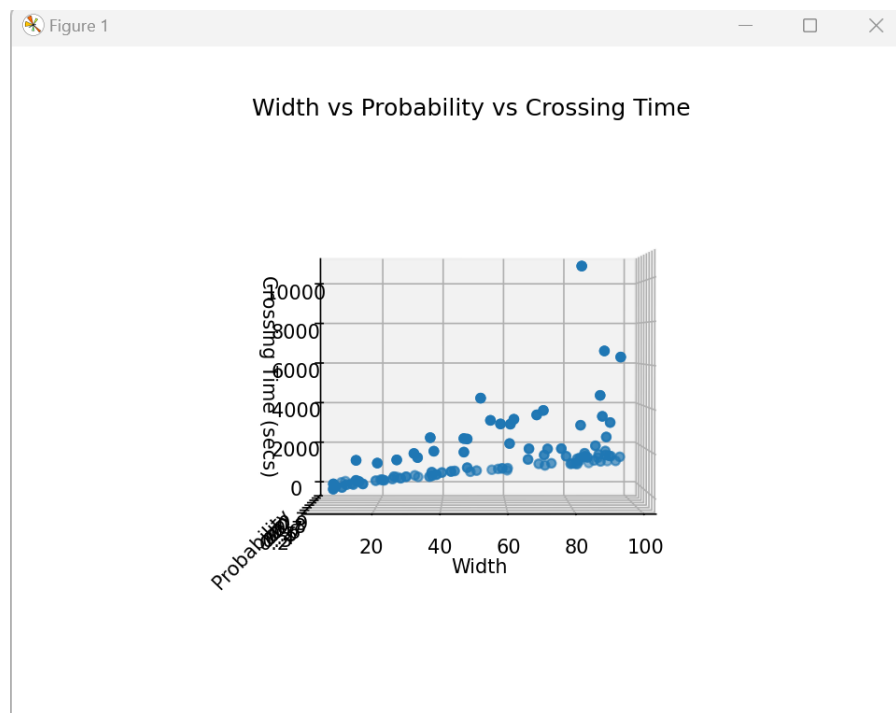 Figure 1
Width vs Probability vs Crossing Time
10000
8000
6000
4000
2000
0
Crossing Time (secs)
Probability
20 40 60 80 100
Width